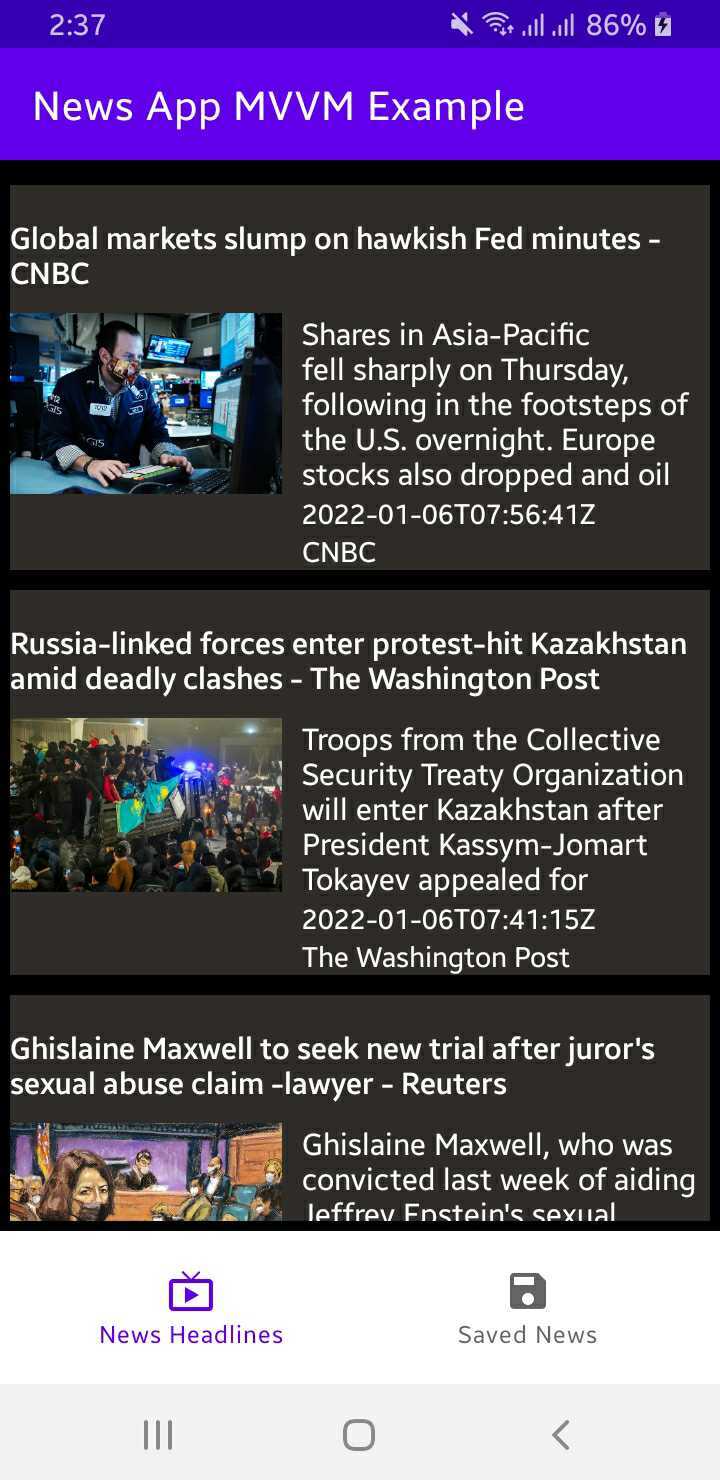 2:37
86%
News App MVVM Example
Global markets slump on hawkish Fed minutes -
CNBC
Shares in Asia-Pacific
fell sharply on Thursday,
following in the footsteps of
the U.S. overnight. Europe
stocks also dropped and oil
2022-01-06T07:56:41Z
CNBC
Russia-linked forces enter protest-hit Kazakhstan
amid deadly clashes - The Washington Post
Troops from the Collective
Security Treaty Organization
will enter Kazakhstan after
President Kassym-Jomart
Tokayev appealed for
2022-01-06T07:41:15Z
The Washington Post
Ghislaine Maxwell to seek new trial after juror's
sexual abuse claim -lawyer - Reuters
Ghislaine Maxwell, who was
convicted last week of aiding
Jeffrey Epstein's sexual
News Headlines
Saved News